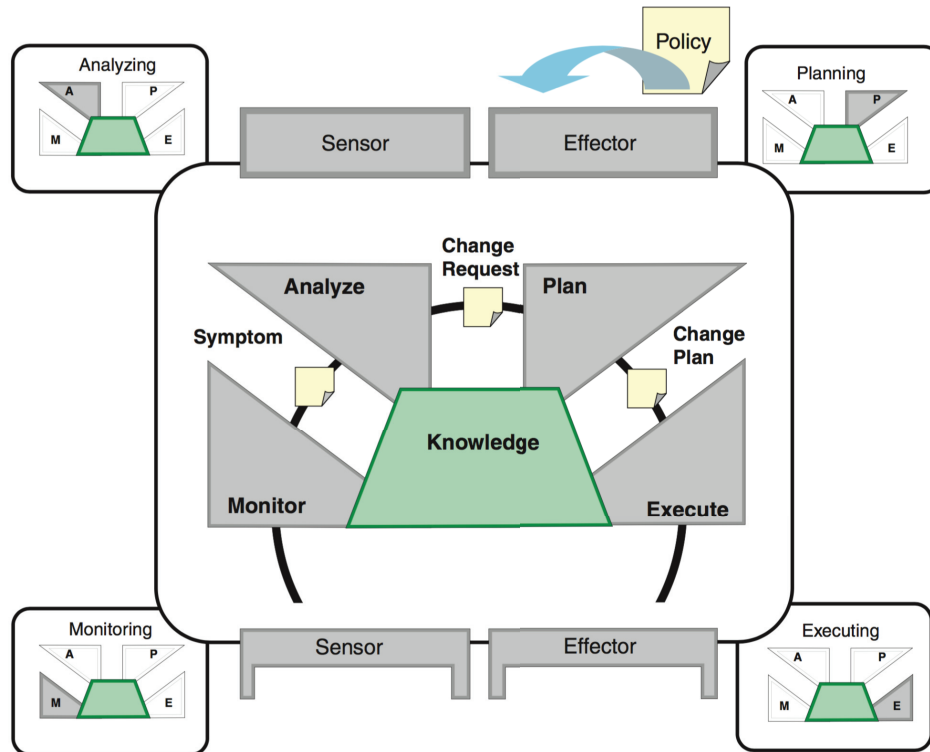 Policy
Analyzing
A
P
M
E
Planning
A
P
M
E
Sensor
Effector
Change
Request
Analyze
Plan
Symptom
Change
Plan
Knowledge
Monitor
Execute
Monitoring
A
P
M
E
Sensor
Effector
Executing
A
P
M
E